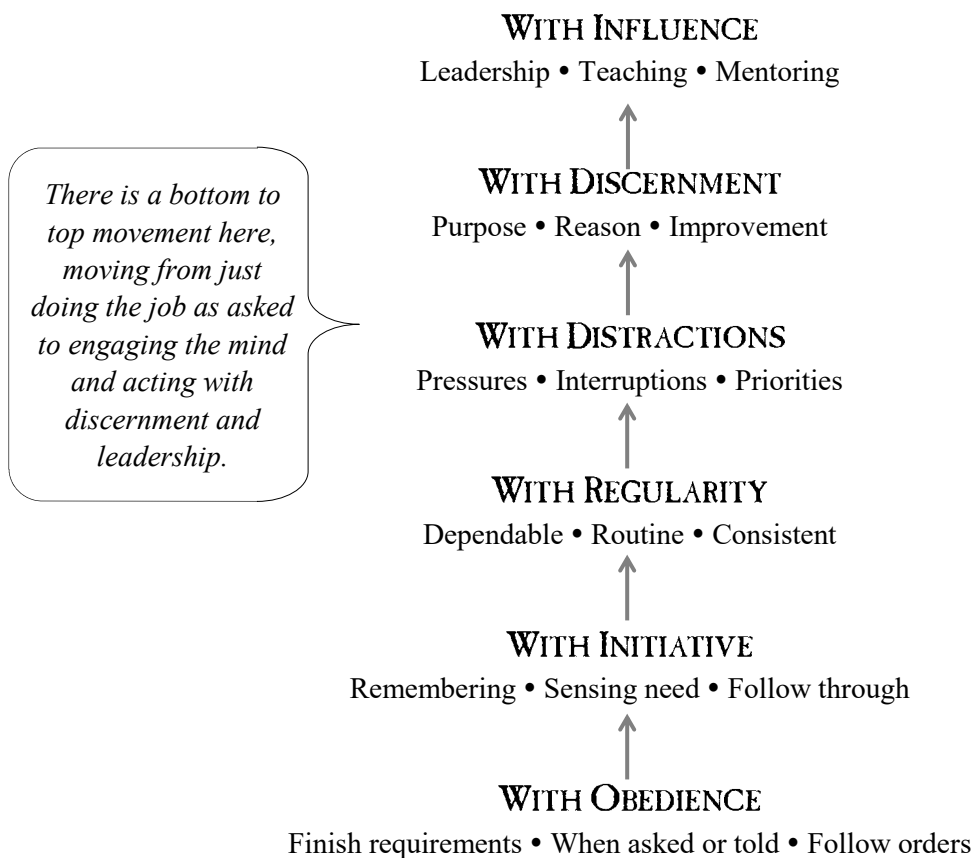 WITH INFLUENCE
Leadership • Teaching • Mentoring
WITH DISCERNMENT
Purpose • Reason • Improvement
There is a bottom to
top movement here,
moving from just
doing the job as asked
to engaging the mind
and acting with
discernment and
leadership.
WITH DISTRACTIONS
Pressures • Interruptions • Priorities
WITH REGULARITY
Dependable • Routine • Consistent
WITH INITIATIVE
Remembering • Sensing need • Follow through
WITH OBEDIENCE
Finish requirements • When asked or told • Follow orders